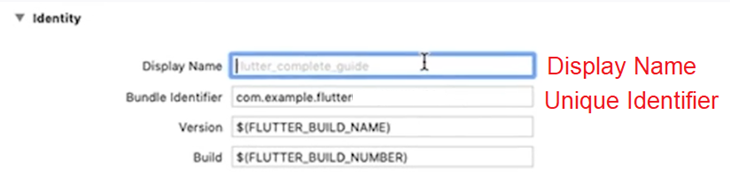 Identity
Display Name flutter_complete_guide Display Name
Bundle Identifier com.example.flutter Unique Identifier
Version $(FLUTTER_BUILD_NAME)
Build $(FLUTTER_BUILD_NUMBER)